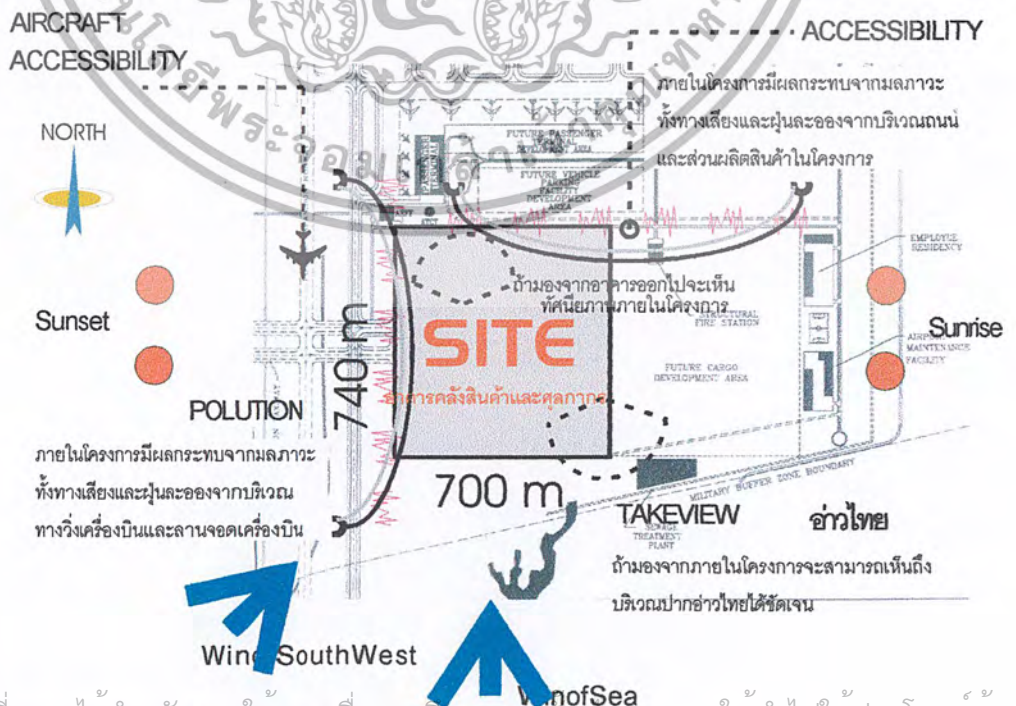 AIRCRAFT
ACCESSIBILITY
ACCESSIBILITY
ภายในโครงการมีผลกระทบจากมลภาวะ
ทั้งทางเสียงและฝุ่นละอองจากบริเวณถนน
และส่วนผลิตสินค้าในโครงการ
NORTH
FUTURE PASSENGER
TERMINAL
DEVELOPMENT AREA
FUTURE VEHICLE
PARKING
FACILITY
DEVELOPMENT
AREA
EMPLOYEE
RESIDENCY
ถ้ามองจากอาคารออกไปจะเห็น
ทัศนียภาพภายในโครงการ
STRUCTURAL
FIRE STATION
Sunset
SITE
Sunrise
AIRPORT
MAINTENANCE
FACILITY
FUTURE CARGO
DEVELOPMENT AREA
740 m
อาคารคลังสินค้าและศุลกากร
POLUTION
ภายในโครงการมีผลกระทบจากมลภาวะ
ทั้งทางเสียงและฝุ่นละอองจากบริเวณ
ทางวิ่งเครื่องบินและลานจอดเครื่องบิน
700 m
MILITARY BUFFER ZONE BOUNDARY
TAKEVIEW
อ่าวไทย
SEWAGE
TREATMENT
PLANT
ถ้ามองจากภายในโครงการจะสามารถเห็นถึง
บริเวณปากอ่าวไทยได้ชัดเจน
Wind SouthWest
WinofSea